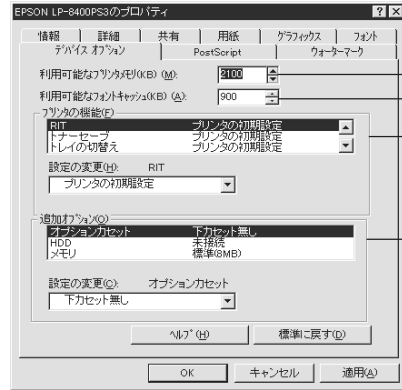 EPSON LP-8400PS3のプロパティ
情報 詳細 共有 用紙 グラフィックス フォント
デバイス オプション PostScript ウォーターマーク
利用可能なプリンタメモリ(KB) (M): 2100
利用可能なフォントキャッシュ(KB) (A): 900
プリンタの機能(F)
RIT プリンタの初期設定
トナーセーブ プリンタの初期設定
トレイの切替え プリンタの初期設定
設定の変更(H): RIT
プリンタの初期設定
追加オプション(O)
オプションカセット 下カセット無し
HDD 未接続
メモリ 標準(8MB)
設定の変更(C): オプションカセット
下カセット無し
ヘルプ(H) 標準に戻す(D)
OK キャンセル 適用(A)